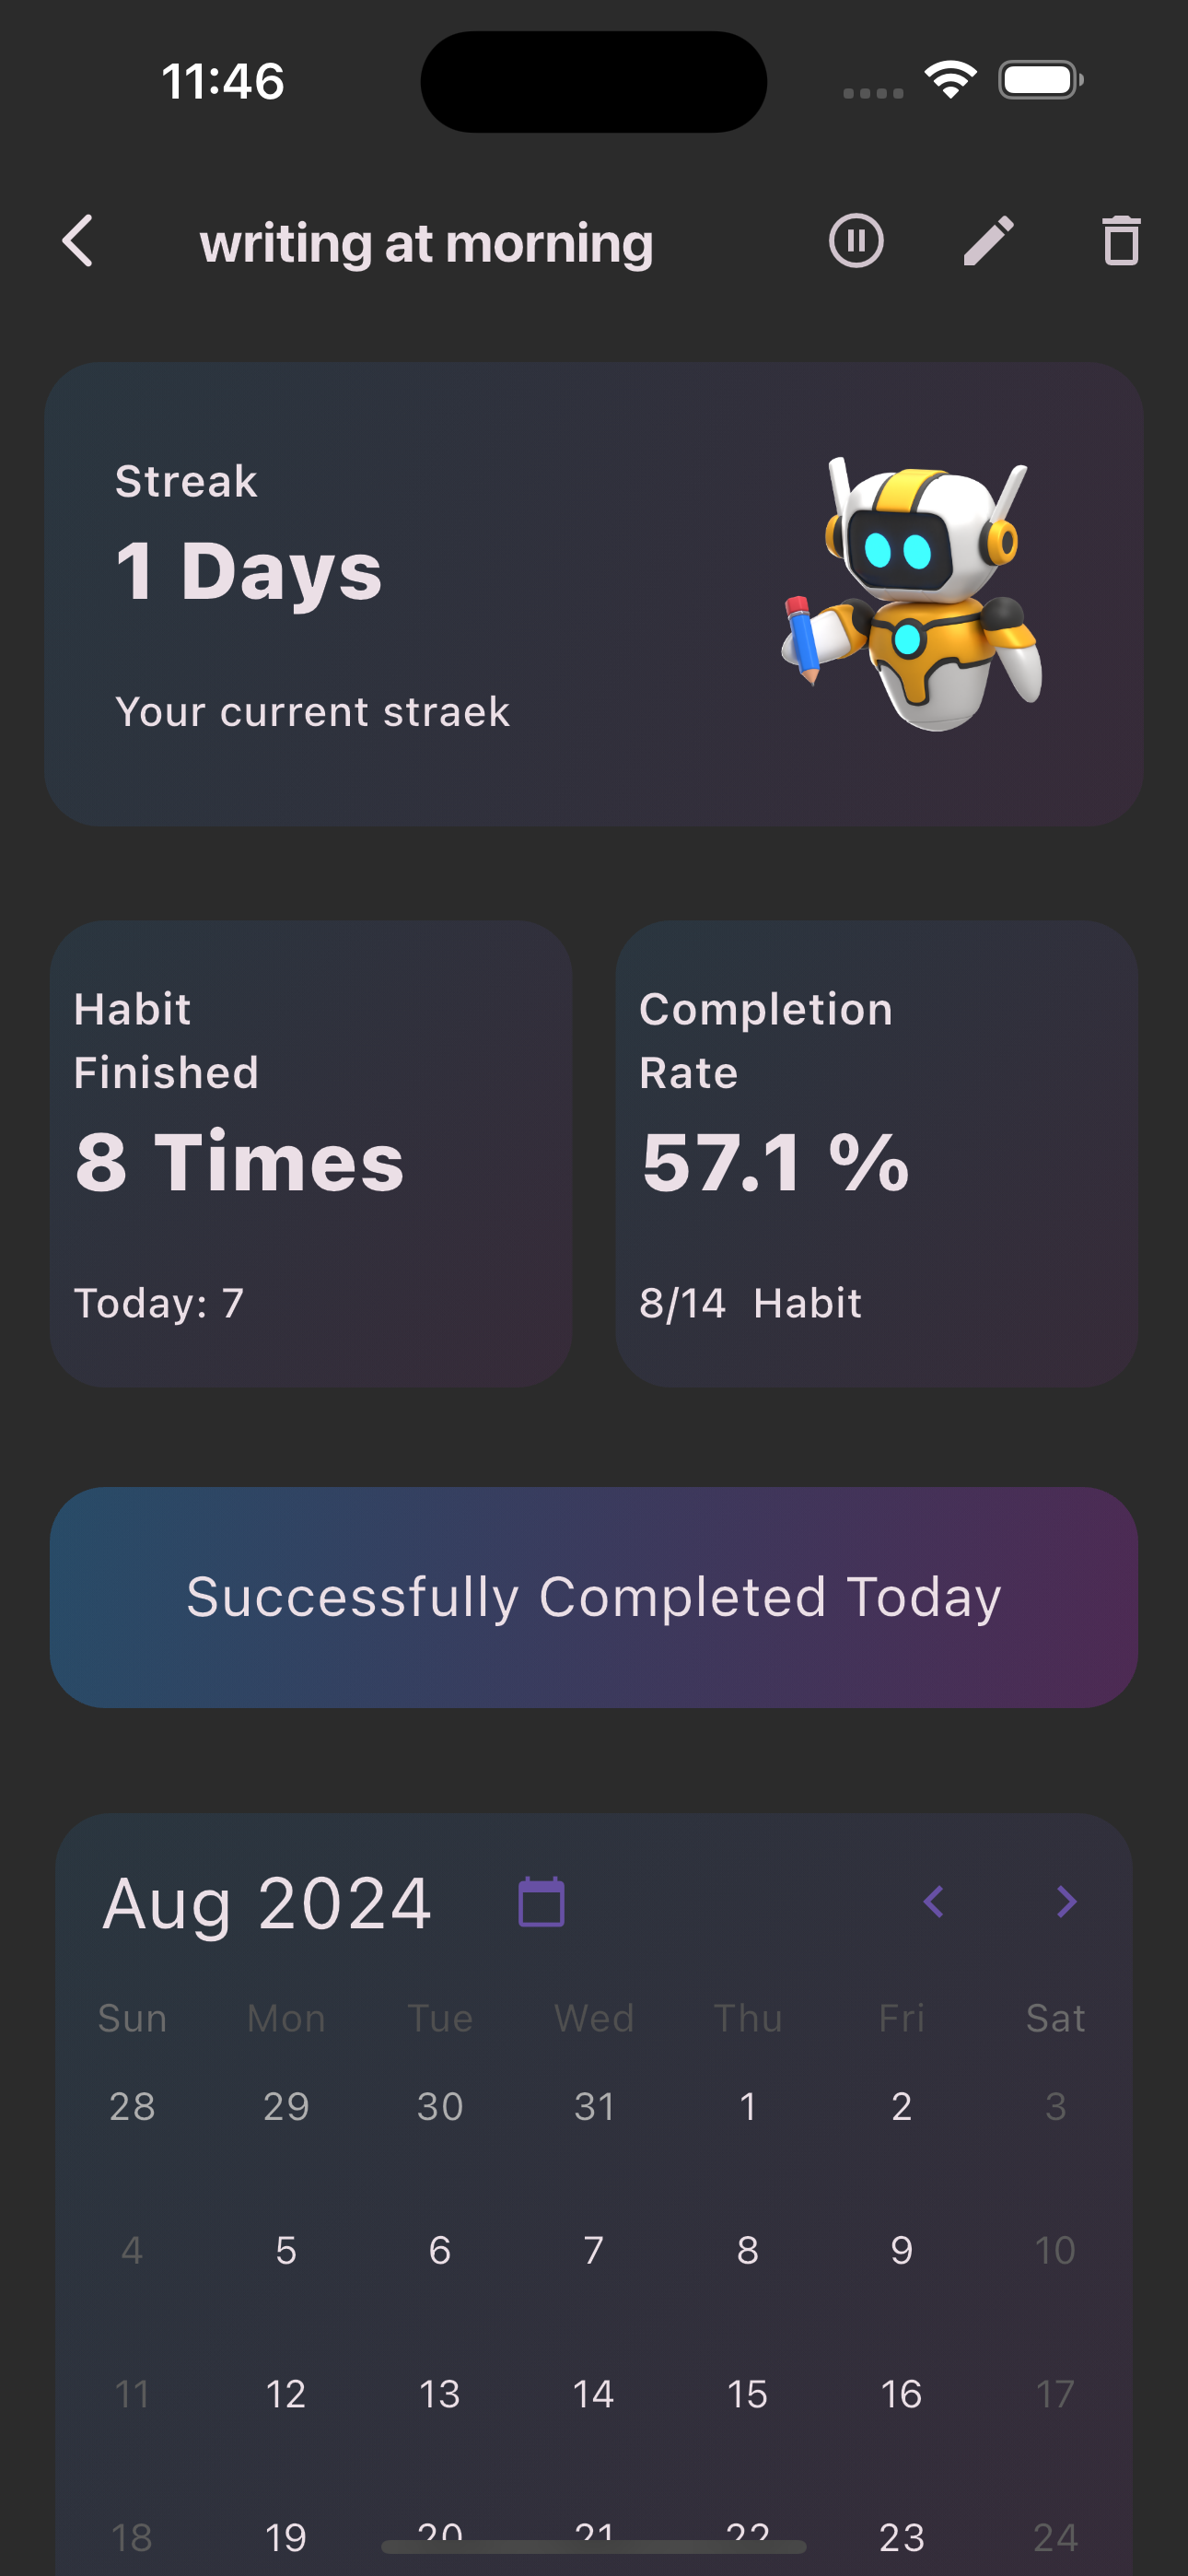 11:46
writing at morning
Streak
1 Days
Your current straek
Habit
Finished
8 Times
Today: 7
Completion
Rate
57.1 %
8/14 Habit
Successfully Completed Today
Aug 2024
Sun Mon Tue Wed Thu Fri Sat
28 29 30 31 1 2 3
4 5 6 7 8 9 10
11 12 13 14 15 16 17
18 19 20 21 22 23 24